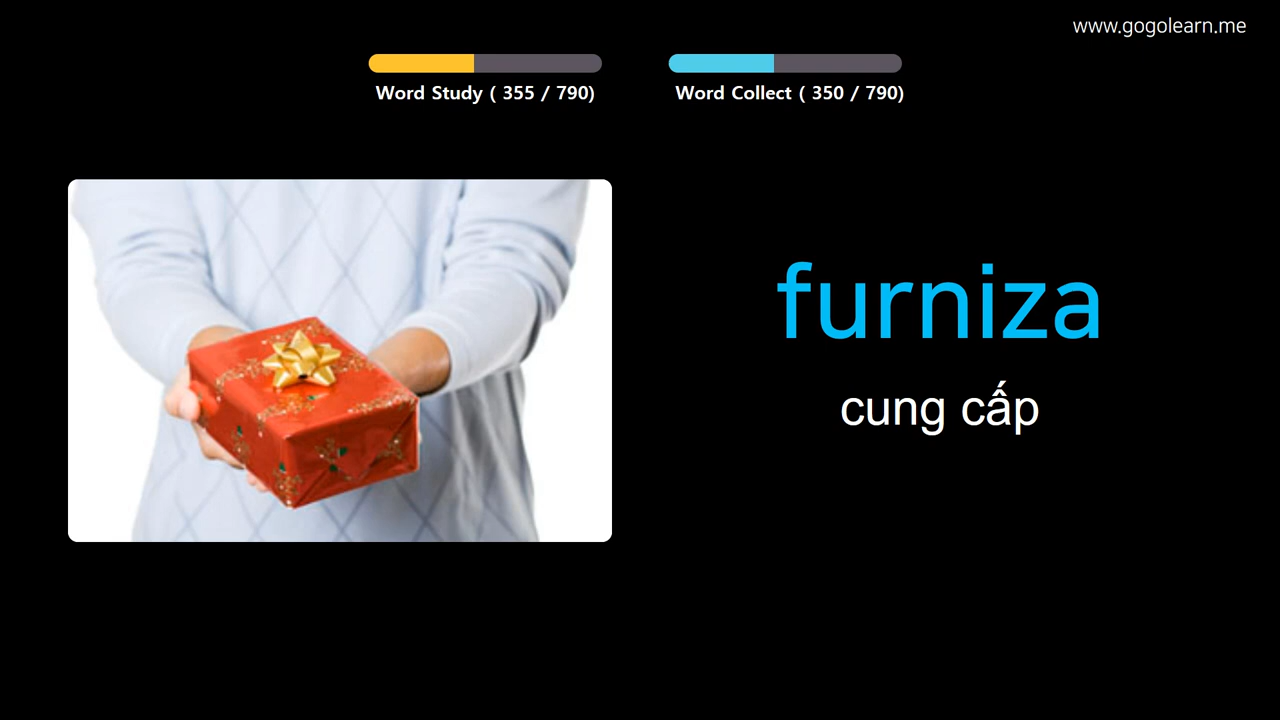 www.gogolearn.me
Word Study ( 355 / 790)
Word Collect ( 350 / 790)
furniza
cung cấp